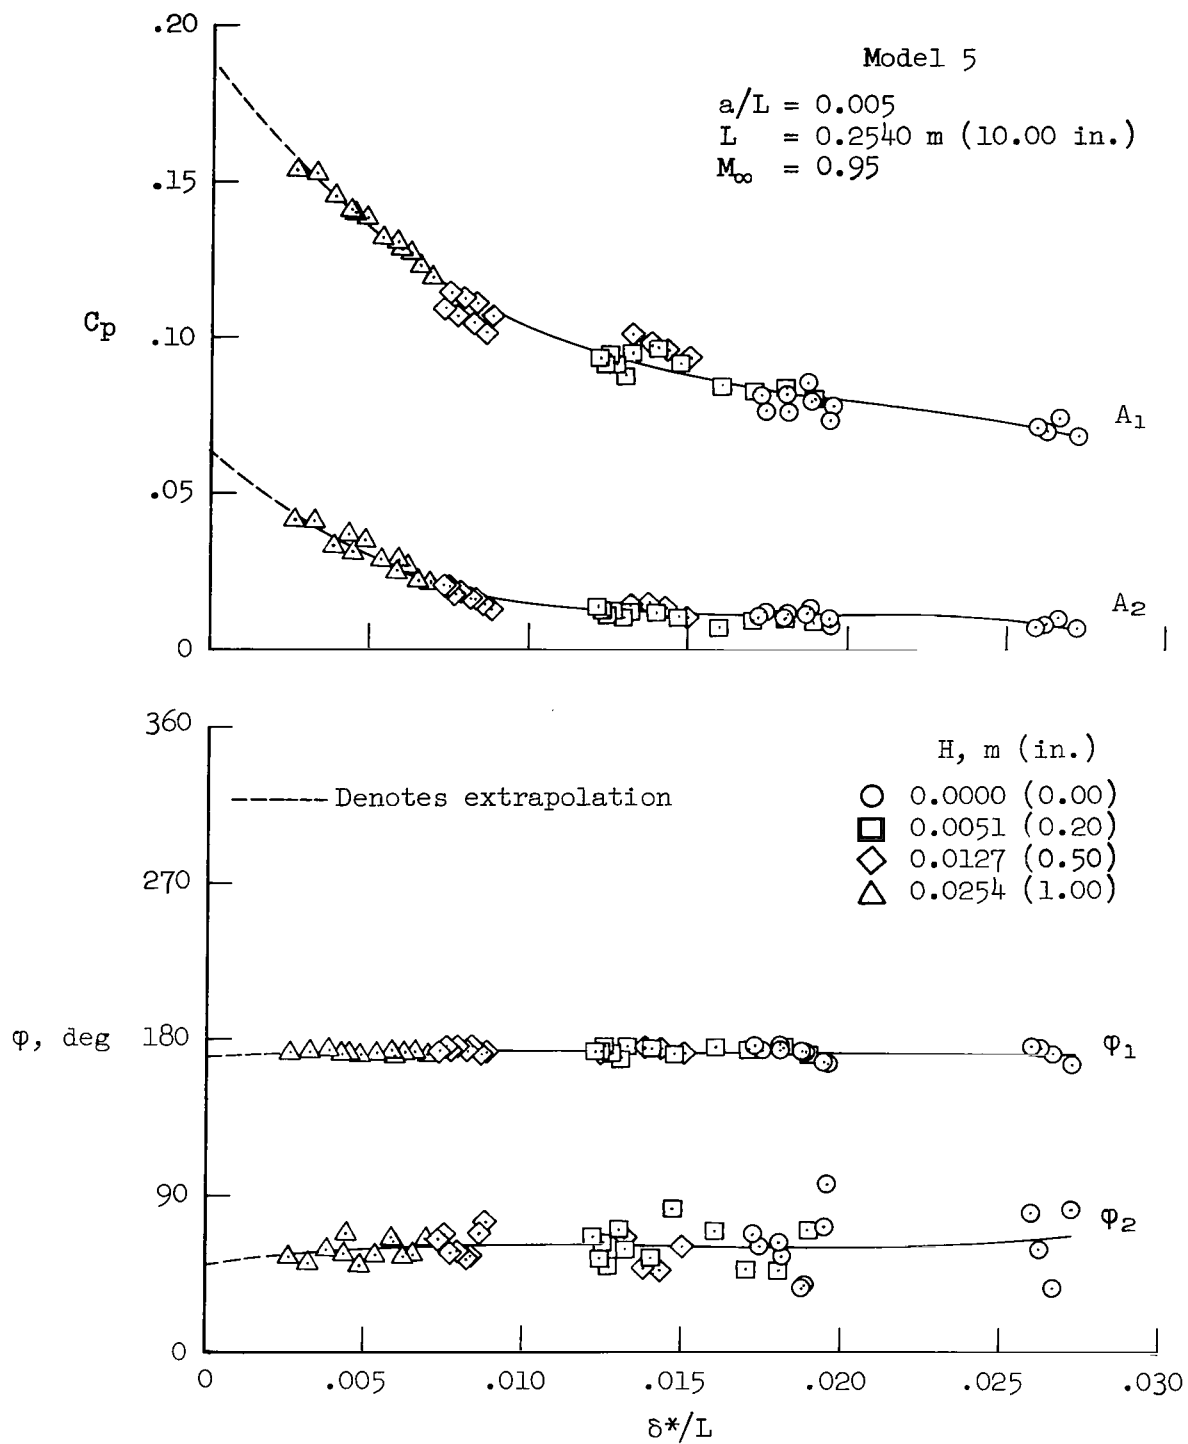 .20
Model 5
a/L = 0.005
L = 0.2540 m (10.00 in.)
M∞ = 0.95
.15
Cp
.10
A1
.05
A2
0
360
H, m (in.)
Denotes extrapolation
0.0000 (0.00)
0.0051 (0.20)
0.0127 (0.50)
0.0254 (1.00)
270
φ, deg
180
φ1
90
φ2
0
0 .005 .010 .015 .020 .025 .030
δ*/L